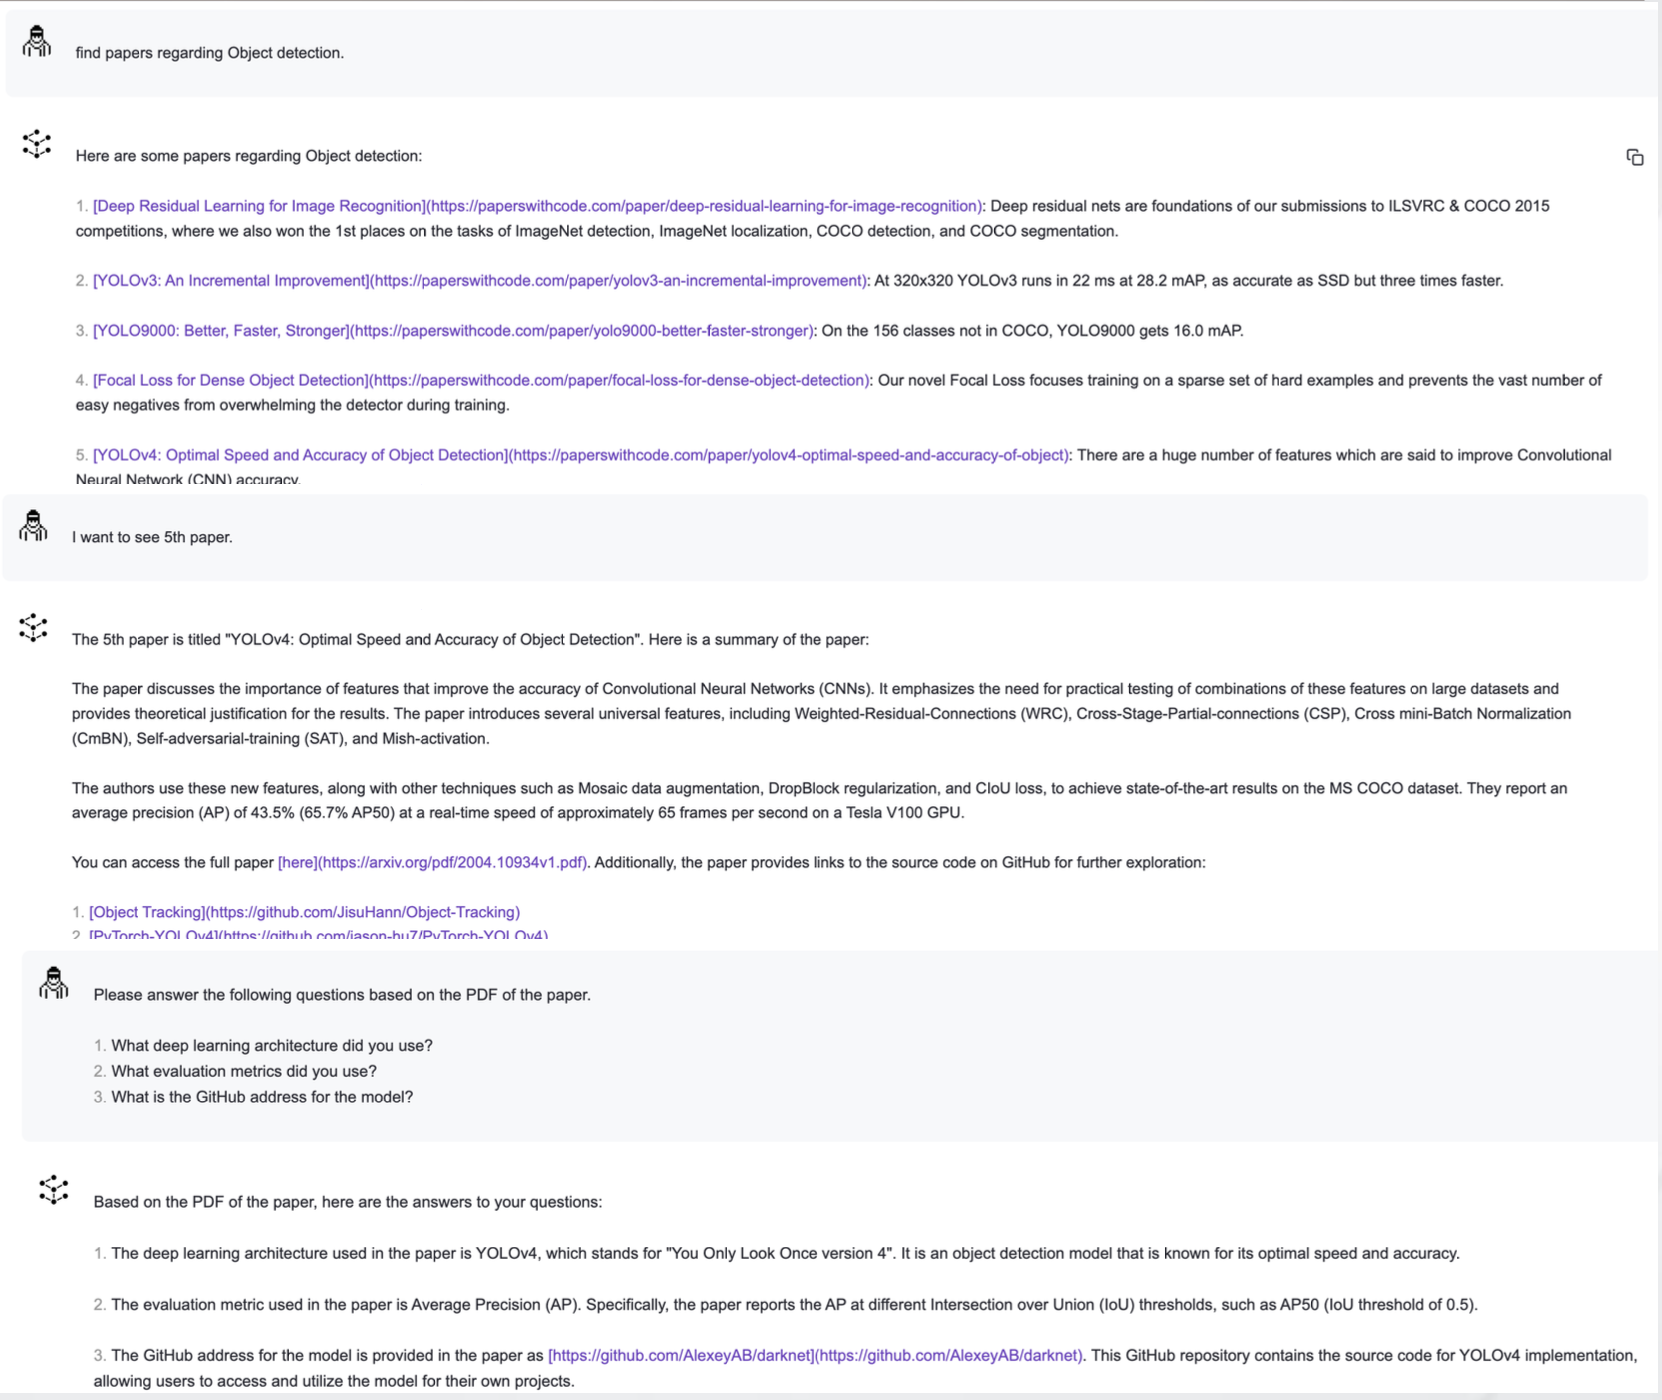 find papers regarding Object detection.
Here are some papers regarding Object detection:
1. [Deep Residual Learning for Image Recognition](https://paperswithcode.com/paper/deep-residual-learning-for-image-recognition): Deep residual nets are foundations of our submissions to ILSVRC & COCO 2015
competitions, where we also won the 1st places on the tasks of ImageNet detection, ImageNet localization, COCO detection, and COCO segmentation.
2. [YOLOv3: An Incremental Improvement](https://paperswithcode.com/paper/yolov3-an-incremental-improvement): At 320x320 YOLOv3 runs in 22 ms at 28.2 mAP, as accurate as SSD but three times faster.
3. [YOLO9000: Better, Faster, Stronger](https://paperswithcode.com/paper/yolo9000-better-faster-stronger): On the 156 classes not in COCO, YOLO9000 gets 16.0 mAP.
4. [Focal Loss for Dense Object Detection](https://paperswithcode.com/paper/focal-loss-for-dense-object-detection): Our novel Focal Loss focuses training on a sparse set of hard examples and prevents the vast number of
easy negatives from overwhelming the detector during training.
5. [YOLOv4: Optimal Speed and Accuracy of Object Detection](https://paperswithcode.com/paper/yolov4-optimal-speed-and-accuracy-of-object): There are a huge number of features which are said to improve Convolutional
Neural Network (CNN) accuracy.
I want to see 5th paper.
The 5th paper is titled "YOLOv4: Optimal Speed and Accuracy of Object Detection". Here is a summary of the paper:
The paper discusses the importance of features that improve the accuracy of Convolutional Neural Networks (CNNs). It emphasizes the need for practical testing of combinations of these features on large datasets and
provides theoretical justification for the results. The paper introduces several universal features, including Weighted-Residual-Connections (WRC), Cross-Stage-Partial-connections (CSP), Cross mini-Batch Normalization
(CmBN), Self-adversarial-training (SAT), and Mish-activation.
The authors use these new features, along with other techniques such as Mosaic data augmentation, DropBlock regularization, and CIoU loss, to achieve state-of-the-art results on the MS COCO dataset. They report an
average precision (AP) of 43.5% (65.7% AP50) at a real-time speed of approximately 65 frames per second on a Tesla V100 GPU.
You can access the full paper [here](https://arxiv.org/pdf/2004.10934v1.pdf). Additionally, the paper provides links to the source code on GitHub for further exploration:
1. [Object Tracking](https://github.com/JisuHann/Object-Tracking)
2. [PyTorch-YOLOv4](https://github.com/jason-hu7/PyTorch-YOLOv4)
Please answer the following questions based on the PDF of the paper.
1. What deep learning architecture did you use?
2. What evaluation metrics did you use?
3. What is the GitHub address for the model?
Based on the PDF of the paper, here are the answers to your questions:
1. The deep learning architecture used in the paper is YOLOv4, which stands for "You Only Look Once version 4". It is an object detection model that is known for its optimal speed and accuracy.
2. The evaluation metric used in the paper is Average Precision (AP). Specifically, the paper reports the AP at different Intersection over Union (IoU) thresholds, such as AP50 (IoU threshold of 0.5).
3. The GitHub address for the model is provided in the paper as [https://github.com/AlexeyAB/darknet](https://github.com/AlexeyAB/darknet). This GitHub repository contains the source code for YOLOv4 implementation,
allowing users to access and utilize the model for their own projects.